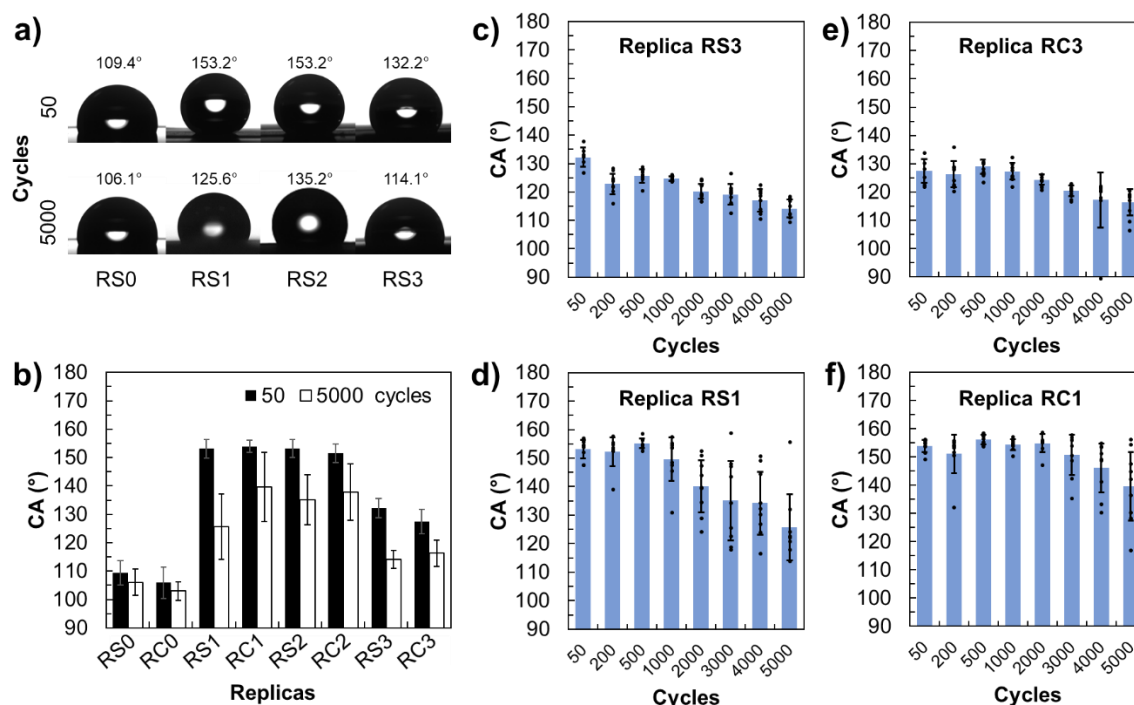 a)
109.4° 153.2° 153.2° 132.2°
50
Cycles
5000
106.1° 125.6° 135.2° 114.1°
RS0 RS1 RS2 RS3
b)
180
170
160
150
140
130
120
110
100
90
CA (°)
50 5000 cycles
RS0 RC0 RS1 RC1 RS2 RC2 RS3 RC3
Replicas
c)
Replica RS3
180
170
160
150
140
130
120
110
100
90
CA (°)
50 200 500 1000 2000 3000 4000 5000
Cycles
d)
Replica RS1
180
170
160
150
140
130
120
110
100
90
CA (°)
50 200 500 1000 2000 3000 4000 5000
Cycles
e)
Replica RC3
180
170
160
150
140
130
120
110
100
90
CA (°)
50 200 500 1000 2000 3000 4000 5000
Cycles
f)
Replica RC1
180
170
160
150
140
130
120
110
100
90
CA (°)
50 200 500 1000 2000 3000 4000 5000
Cycles